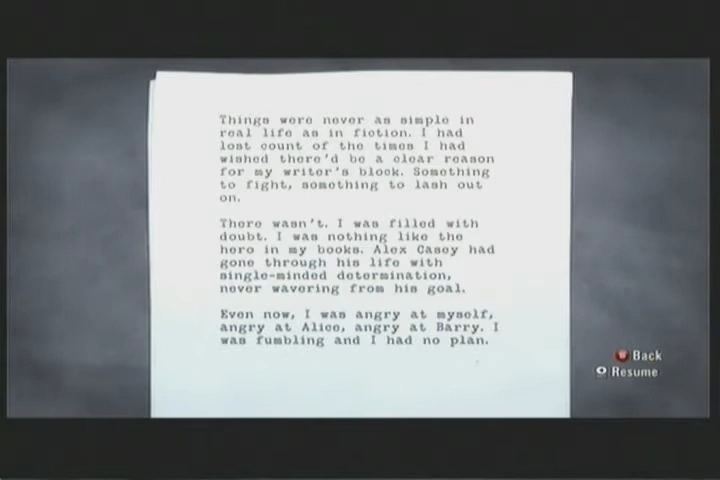 Things were never as simple in
real life as in fiction. I had
lost count of the times I had
wished there'd be a clear reason
for my writer's block. Something
to fight, something to lash out
on.
There wasn't. I was filled with
doubt. I was nothing like the
hero in my books. Alex Casey had
gone through his life with
single-minded determination,
never wavering from his goal.
Even now, I was angry at myself,
angry at Alice, angry at Barry. I
was fumbling and I had no plan.
Back
Resume